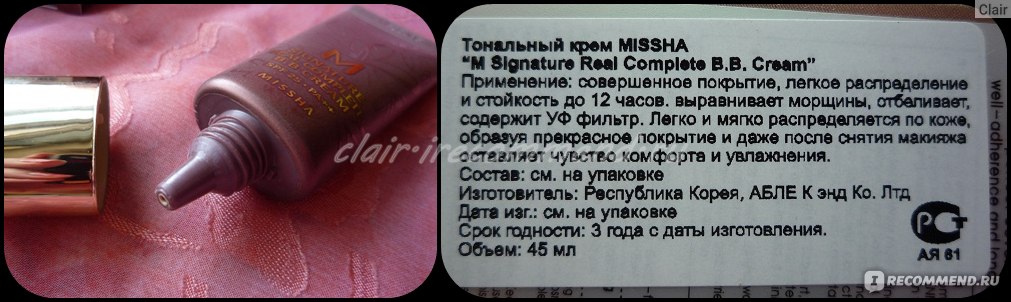 M
MISSHA
clair-irecommend.ru
Clair
Тональный крем MISSHA
"M Signature Real Complete B.B. Cream"
Применение: совершенное покрытие, легкое распределение
и стойкость до 12 часов. выравнивает морщины, отбеливает,
содержит УФ фильтр. Легко и мягко распределяется по коже,
образуя прекрасное покрытие и даже после снятия макияжа
оставляет чувство комфорта и увлажнения.
Состав: см. на упаковке
Изготовитель: Республика Корея, АБЛЕ К энд Ко. Лтд
Дата изг.: см. на упаковке
Срок годности: 3 года с даты изготовления.
Объем: 45 мл
РСТ
АЯ 61
well-adherence and long
I RECOMMEND.RU